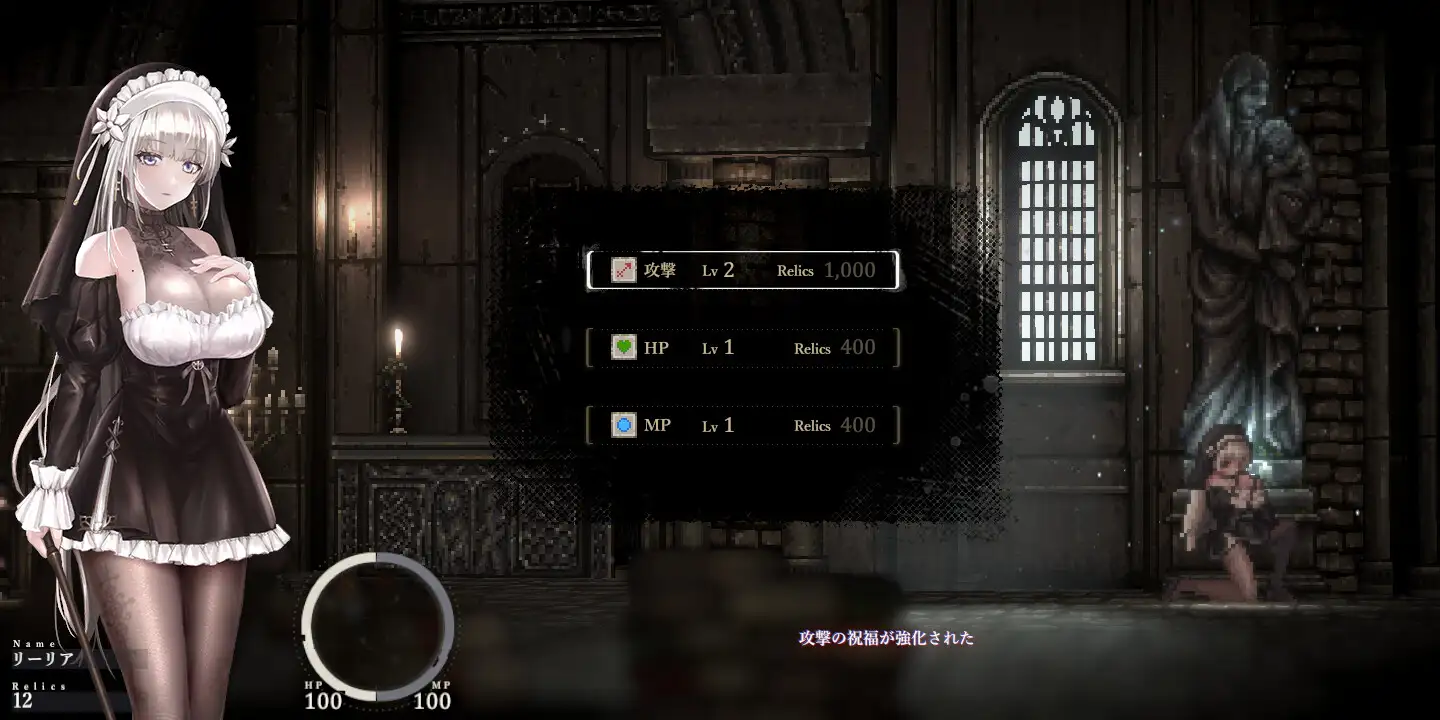 攻撃 Lv 2 Relics 1,000
HP Lv 1 Relics 400
MP Lv 1 Relics 400
攻撃の祝福が強化された
Name
リーリア
Relics
12
HP MP
100 100